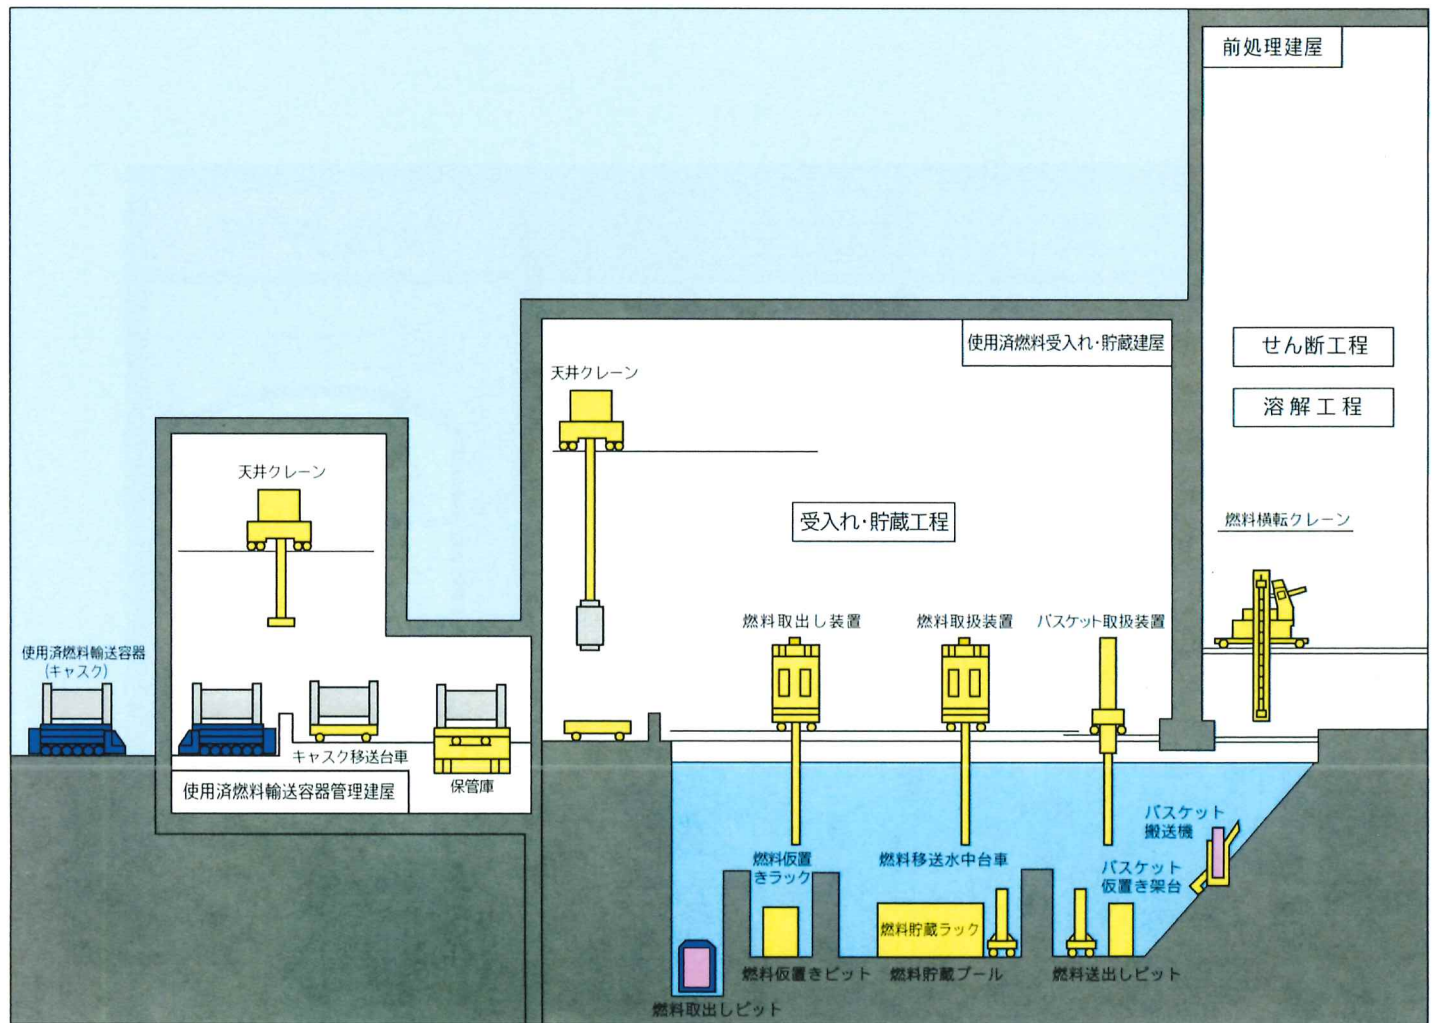 前処理建屋
使用済燃料受入れ・貯蔵建屋
せん断工程
溶解工程
天井クレーン
天井クレーン
受入れ・貯蔵工程
燃料横転クレーン
燃料取出し装置
燃料取扱装置
バスケット取扱装置
使用済燃料輸送容器
(キャスク)
キャスク移送台車
保管庫
使用済燃料輸送容器管理建屋
バスケット
搬送機
燃料仮置
きラック
燃料移送水中台車
バスケット
仮置き架台
燃料貯蔵ラック
燃料仮置きピット
燃料貯蔵プール
燃料送出しピット
燃料取出しピット